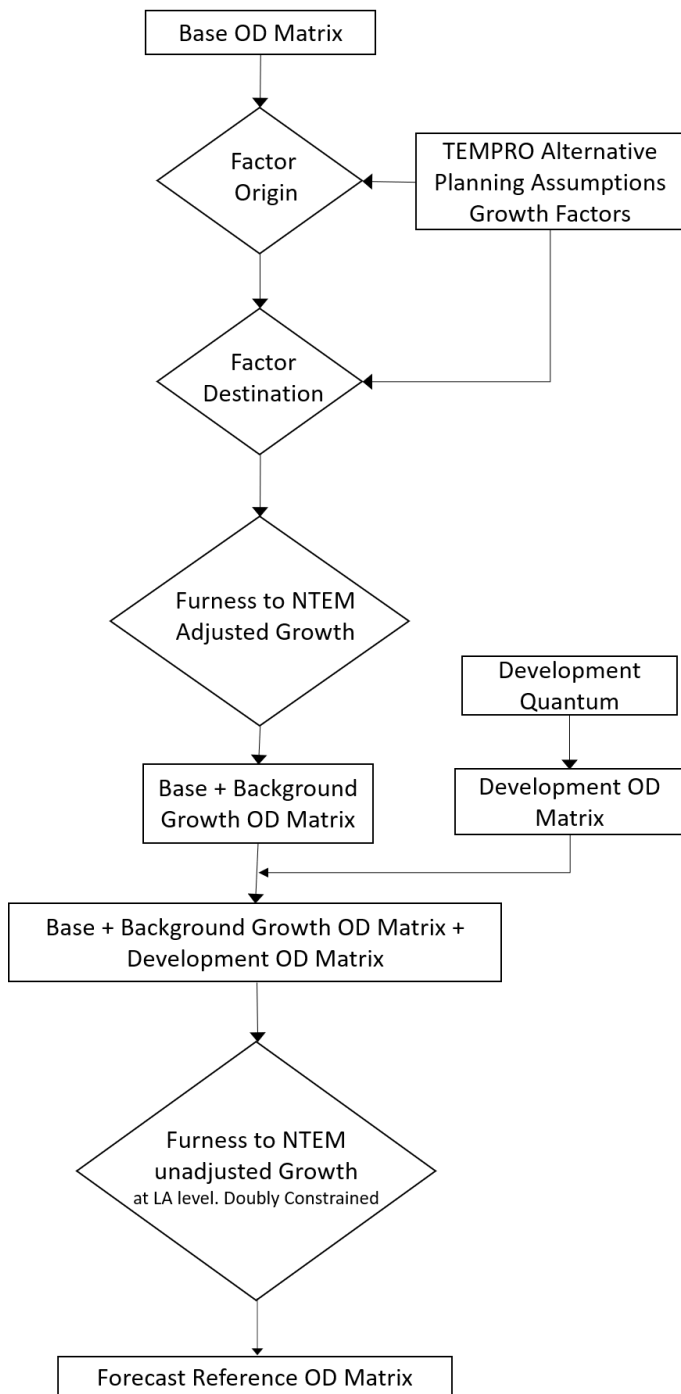 Base OD Matrix
Factor
Origin
TEMPRO Alternative
Planning Assumptions
Growth Factors
Factor
Destination
Furness to NTEM
Adjusted Growth
Development
Quantum
Base + Background
Growth OD Matrix
Development OD
Matrix
Base + Background Growth OD Matrix +
Development OD Matrix
Furness to NTEM
unadjusted Growth
at LA level. Doubly Constrained
Forecast Reference OD Matrix